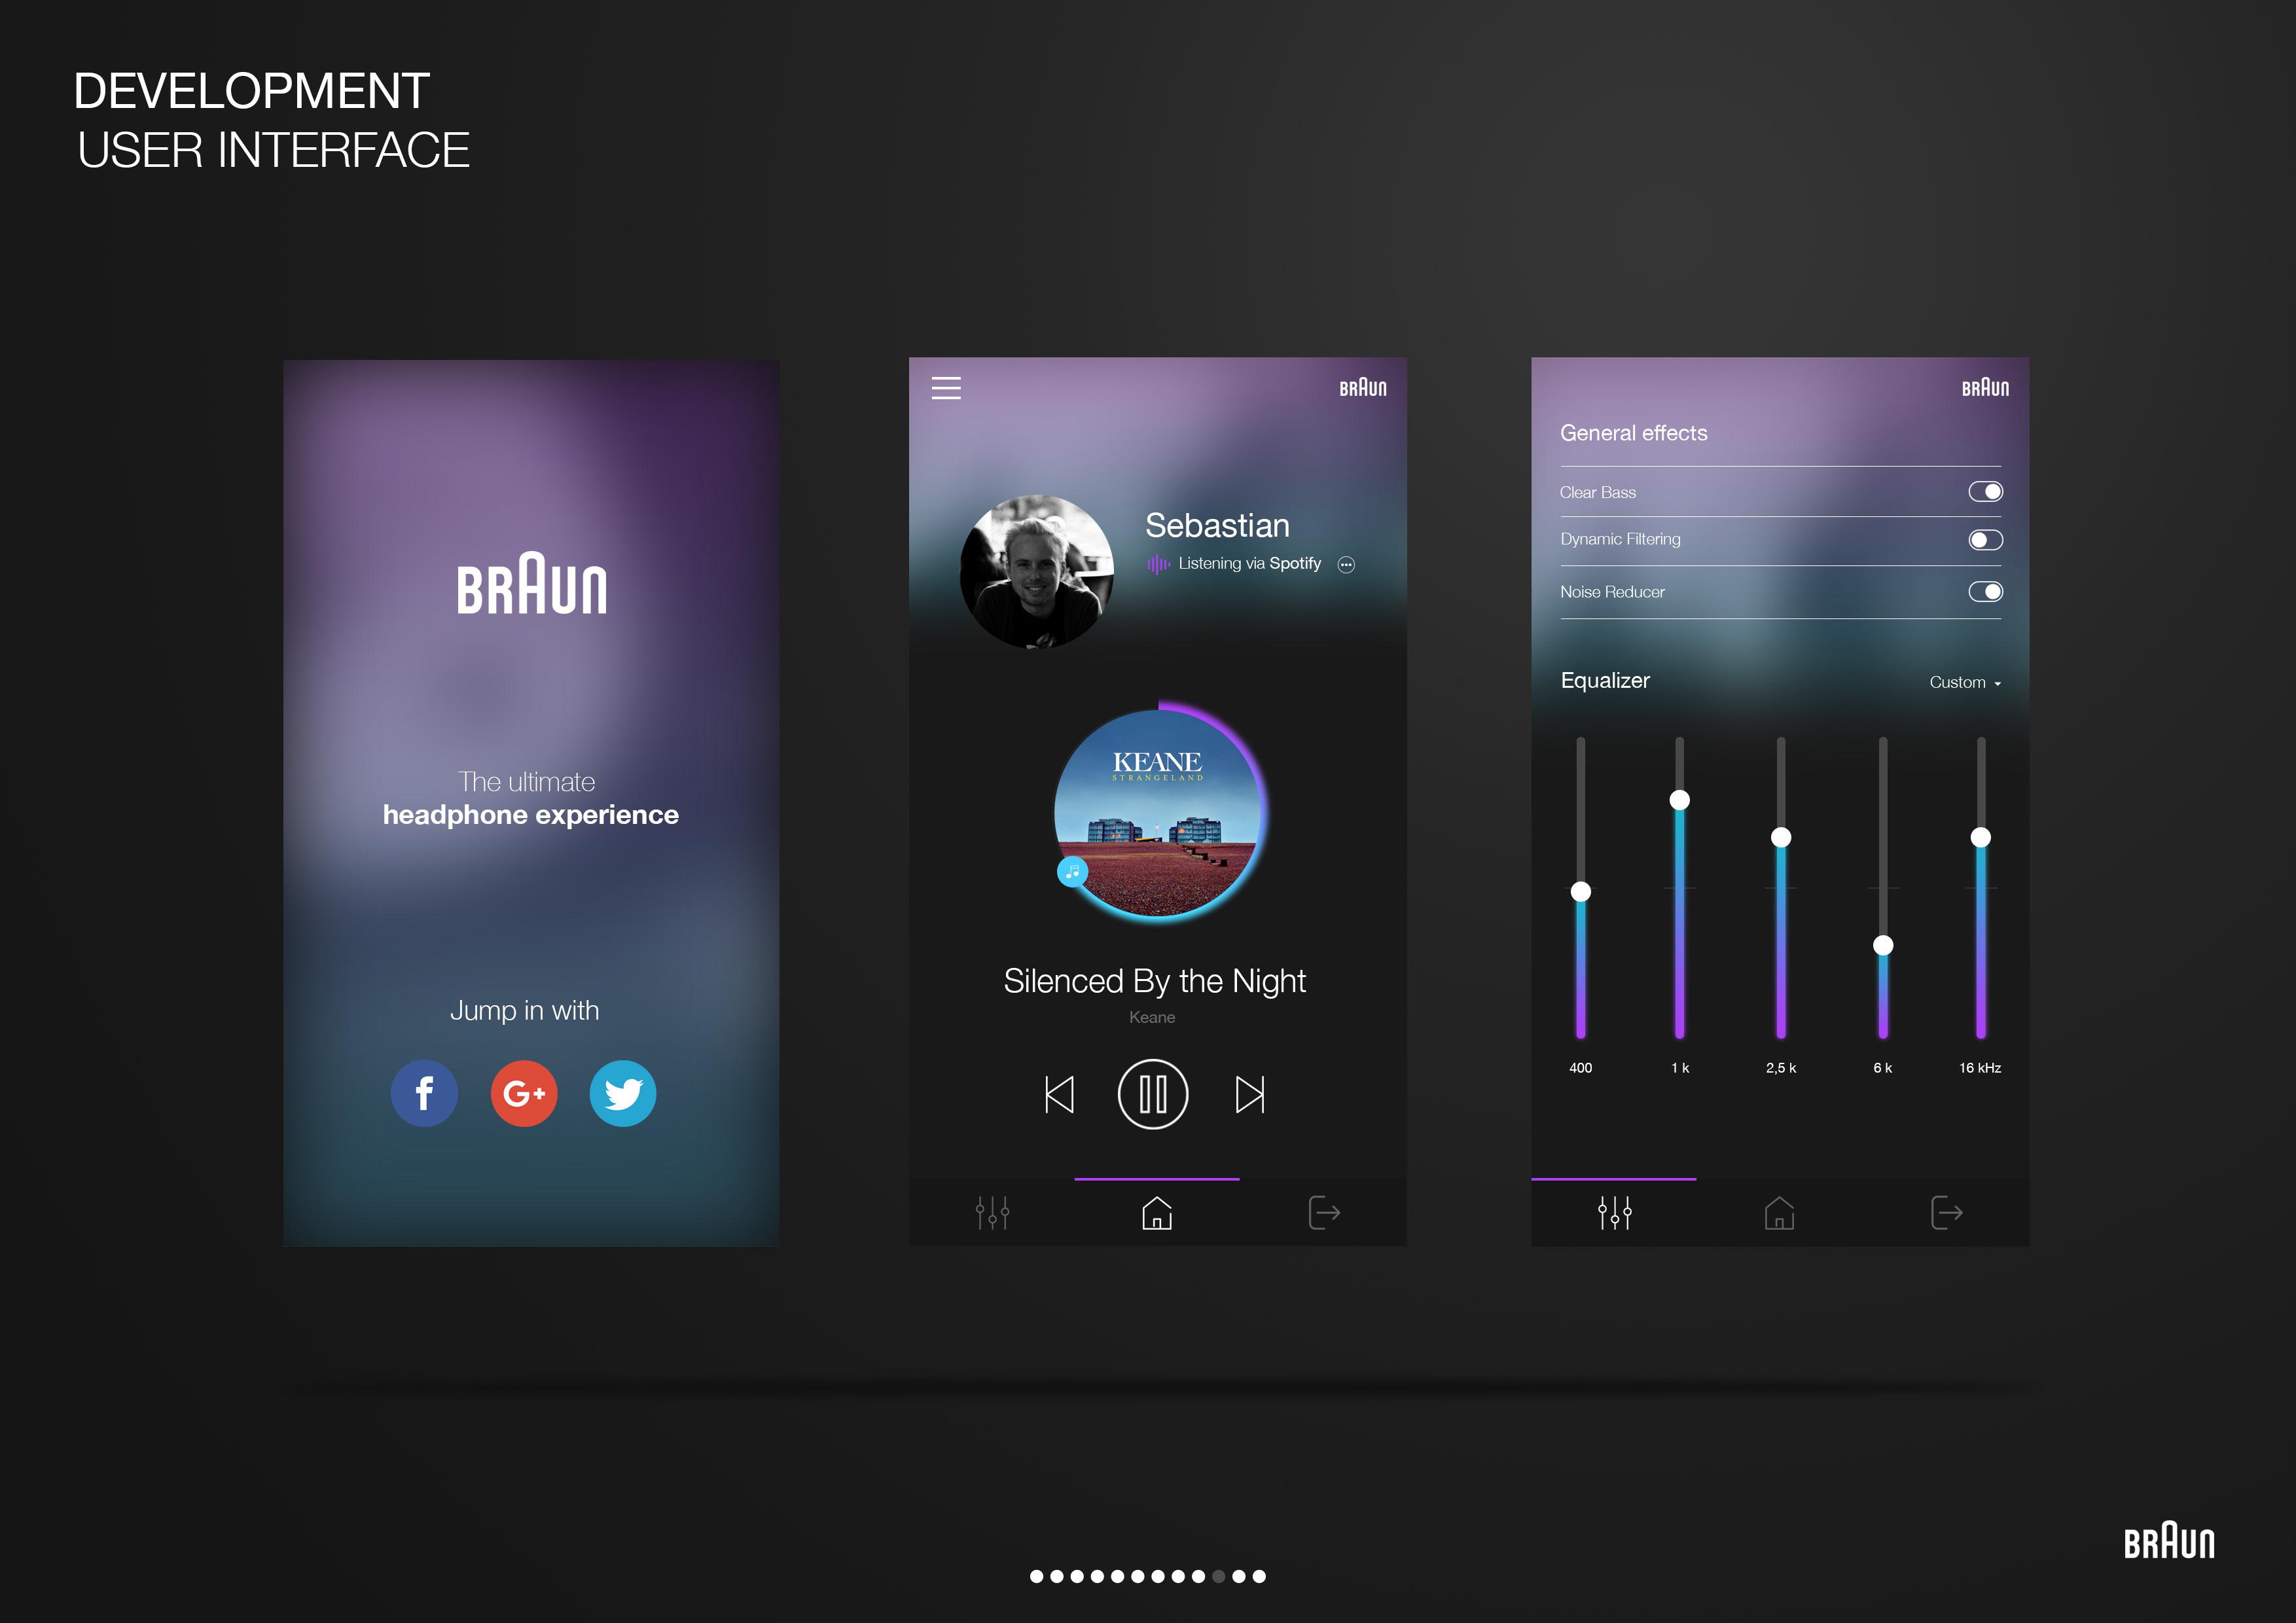 DEVELOPMENT
USER INTERFACE
BRAUN
The ultimate
headphone experience
Jump in with
f
G+
BRAUN
Sebastian
Listening via Spotify
KEANE
STRANGELAND
Silenced By the Night
Keane
BRAUN
General effects
Clear Bass
Dynamic Filtering
Noise Reducer
Equalizer
Custom
400
1 k
2,5 k
6 k
16 kHz
BRAUN